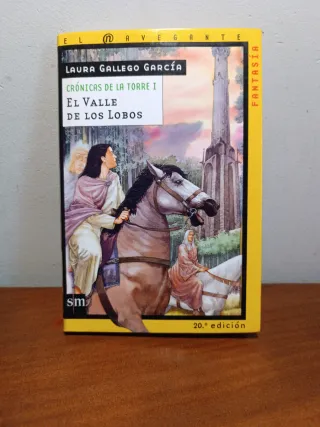 EL NAVEGANTE
FANTASÍA
LAURA GALLEGO GARCÍA
CRÓNICAS DE LA TORRE I
EL VALLE
DE LOS LOBOS
sm
20.ª edición